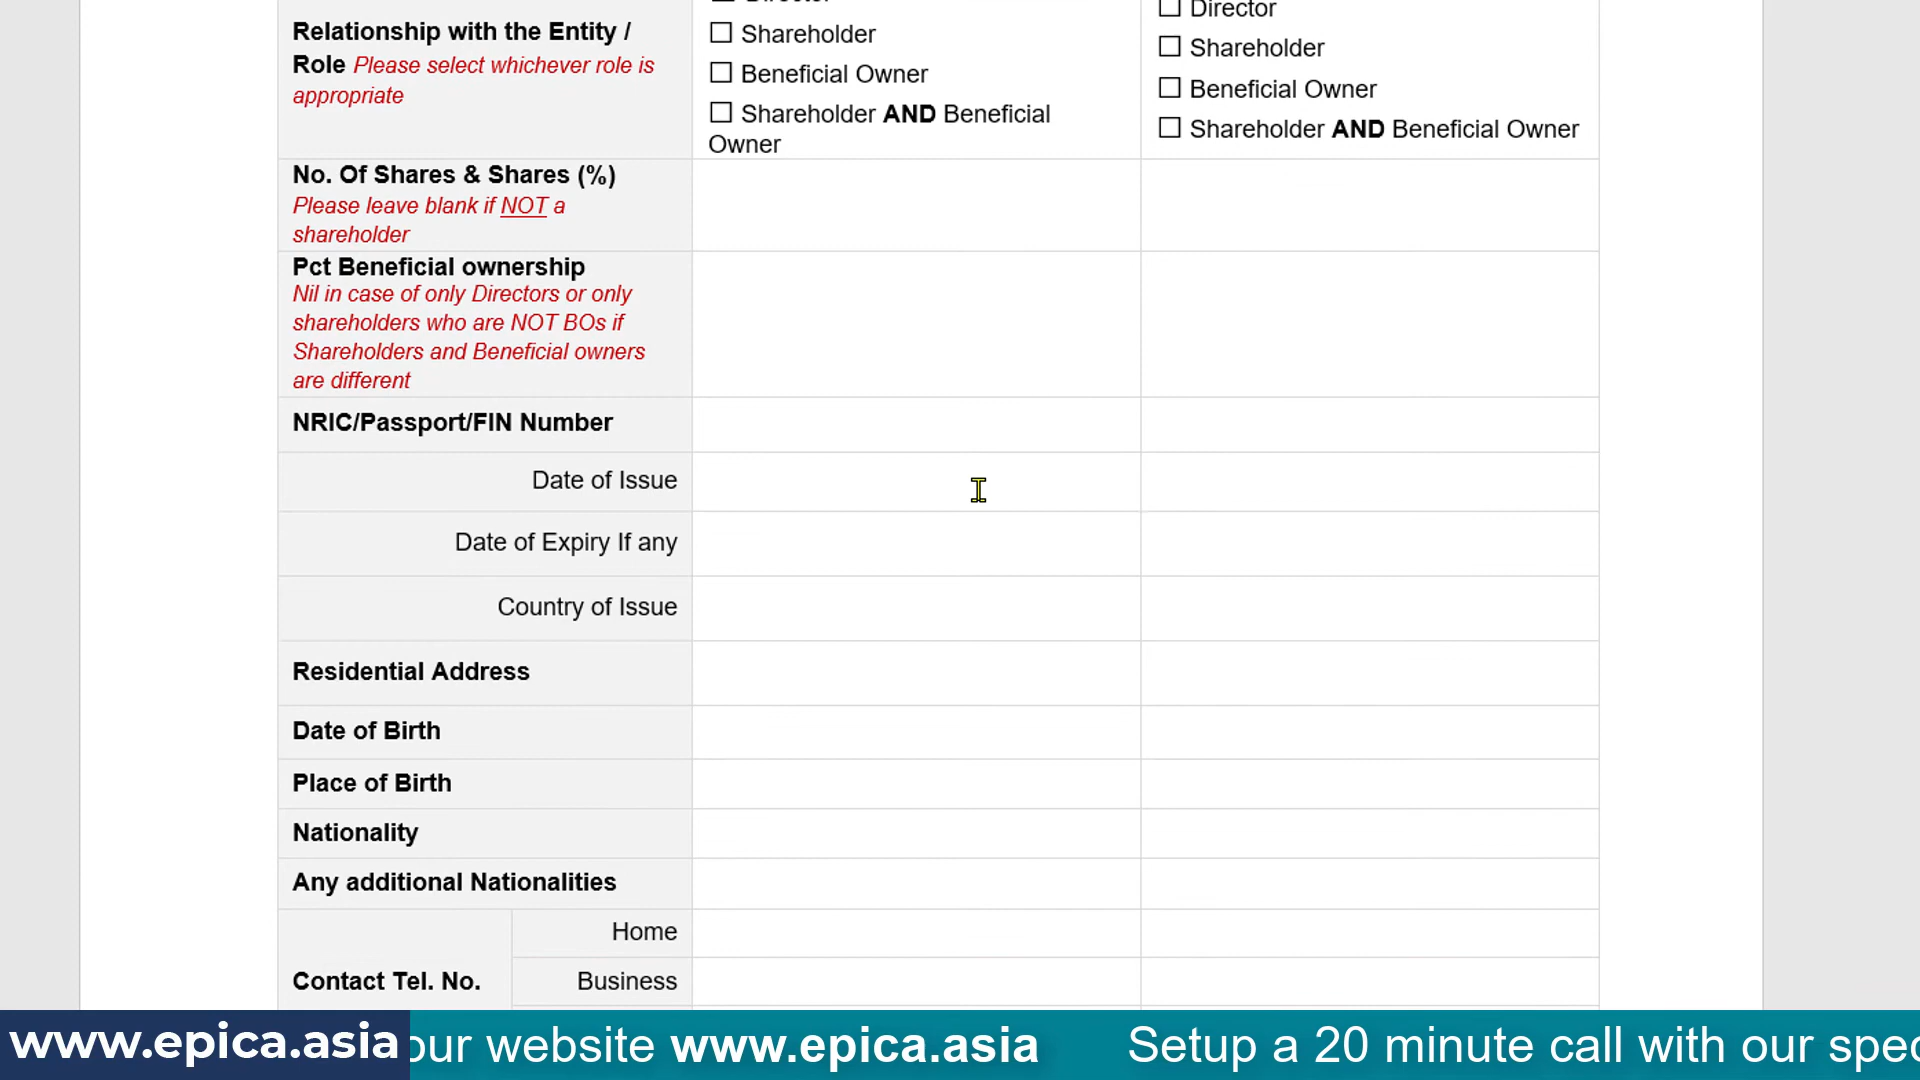 Relationship with the Entity /
Role Please select whichever role is
appropriate
Director
☐ Shareholder
☐ Beneficial Owner
☐ Shareholder AND Beneficial
Owner
☐ Director
☐ Shareholder
☐ Beneficial Owner
☐ Shareholder AND Beneficial Owner
No. Of Shares & Shares (%)
Please leave blank if NOT a
shareholder
Pct Beneficial ownership
Nil in case of only Directors or only
shareholders who are NOT BOs if
Shareholders and Beneficial owners
are different
NRIC/Passport/FIN Number
Date of Issue
Date of Expiry If any
Country of Issue
Residential Address
Date of Birth
Place of Birth
Nationality
Any additional Nationalities
Contact Tel. No.
Home
Business
www.epica.asia
our website www.epica.asia Setup a 20 minute call with our spec